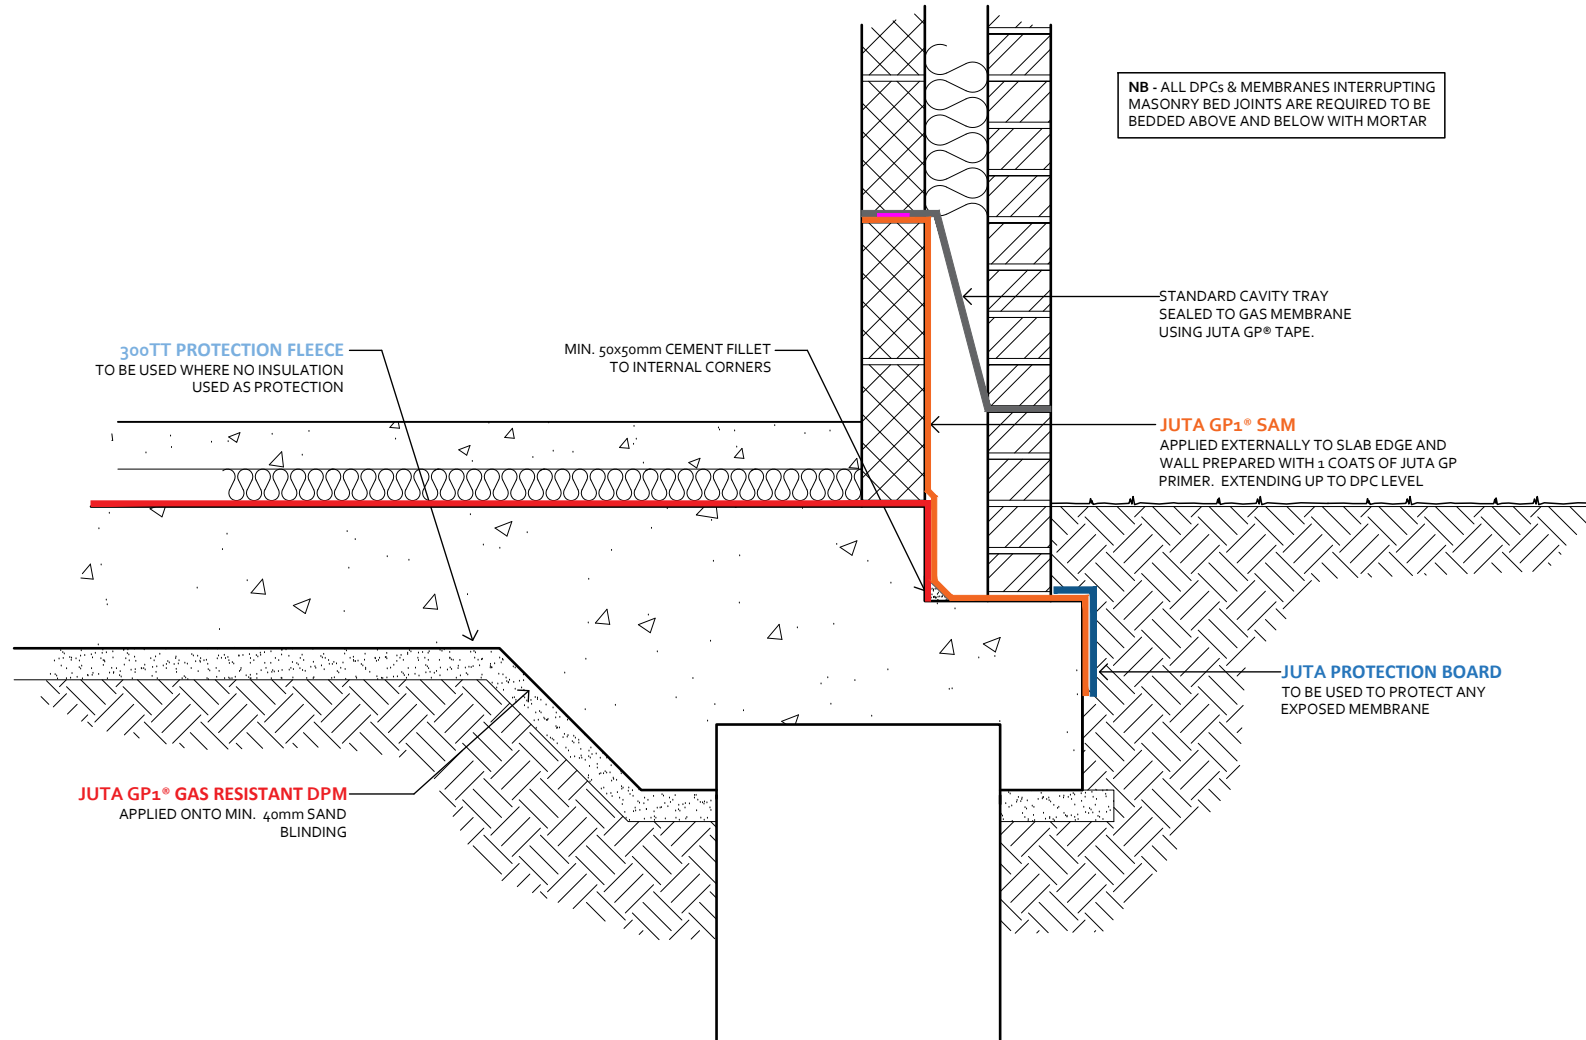 NB - ALL DPCs & MEMBRANES INTERRUPTING
MASONRY BED JOINTS ARE REQUIRED TO BE
BEDDED ABOVE AND BELOW WITH MORTAR
STANDARD CAVITY TRAY
SEALED TO GAS MEMBRANE
USING JUTA GP® TAPE.
300TT PROTECTION FLEECE
TO BE USED WHERE NO INSULATION
USED AS PROTECTION
MIN. 50x50mm CEMENT FILLET
TO INTERNAL CORNERS
JUTA GP1® SAM
APPLIED EXTERNALLY TO SLAB EDGE AND
WALL PREPARED WITH 1 COATS OF JUTA GP
PRIMER. EXTENDING UP TO DPC LEVEL
JUTA PROTECTION BOARD
TO BE USED TO PROTECT ANY
EXPOSED MEMBRANE
JUTA GP1® GAS RESISTANT DPM
APPLIED ONTO MIN. 40mm SAND
BLINDING